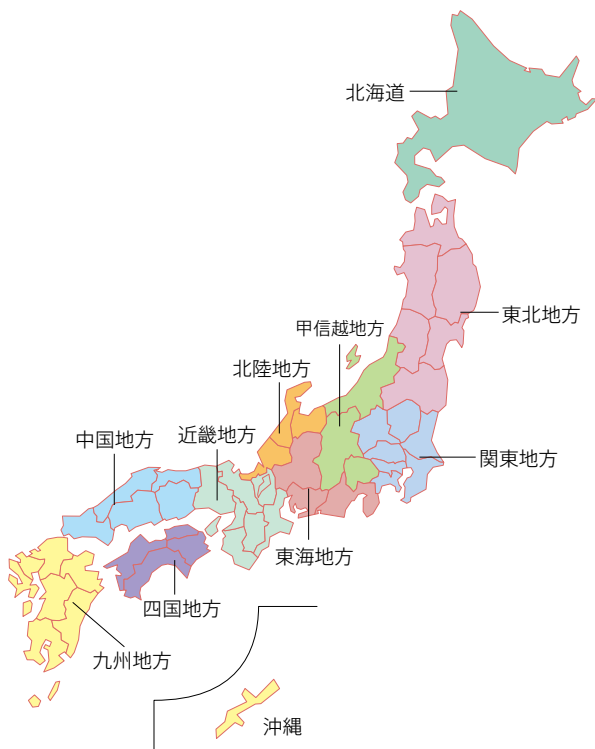 北海道
東北地方
甲信越地方
北陸地方
中国地方
近畿地方
関東地方
東海地方
四国地方
九州地方
沖縄